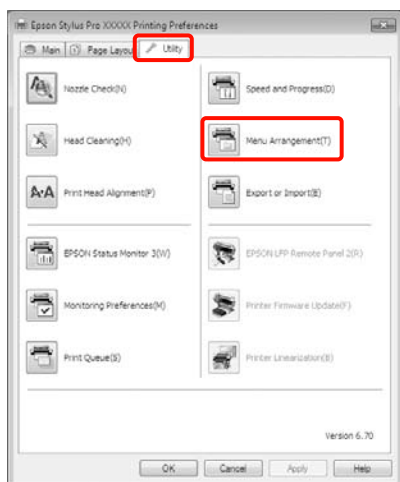 Epson Stylus Pro XXXXX Printing Preferences
Main Page Layout Utility
Nozzle Check(N)
Speed and Progress(D)
Head Cleaning(H)
Menu Arrangement(T)
Print Head Alignment(P)
Export or Import(E)
EPSON Status Monitor 3(W)
EPSON LFP Remote Panel 2(R)
Monitoring Preferences(M)
Printer Firmware Update(F)
Print Queue(S)
Printer Linearization(B)
Version 6.70
OK Cancel Apply Help